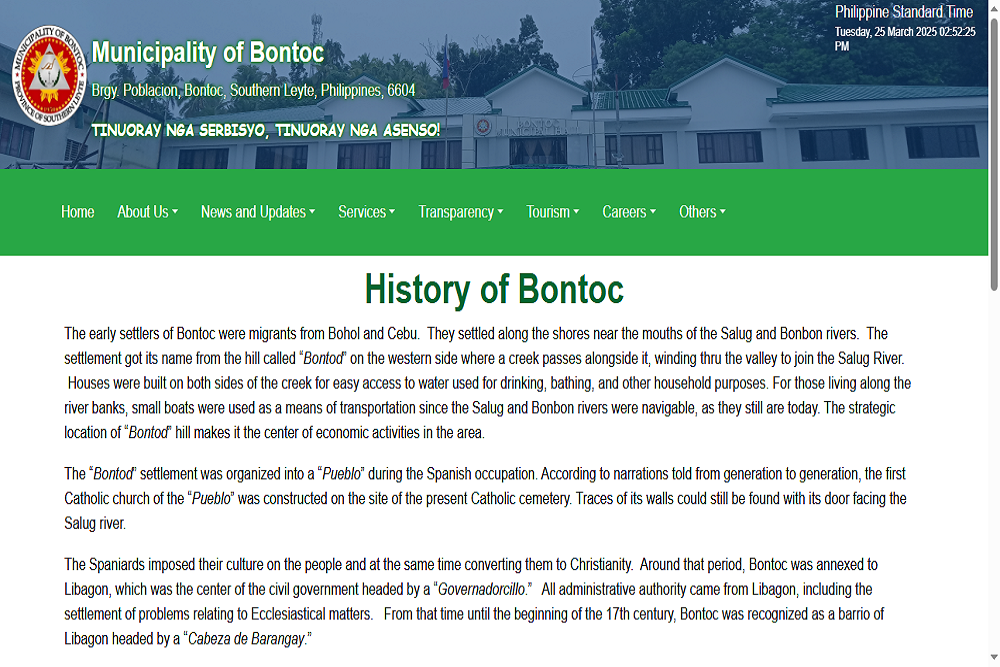 Philippine Standard Time
Tuesday, 25 March 2025 02:52:25
PM
MUNICIPALITY OF BONTOC
PROVINCE OF SOUTHERN LEYTE
Municipality of Bontoc
Brgy. Poblacion, Bontoc, Southern Leyte, Philippines, 6604
TINUORAY NGA SERBISYO, TINUORAY NGA ASENSO!
BONTOC
Home About Us News and Updates Services Transparency Tourism Careers Others
History of Bontoc
The early settlers of Bontoc were migrants from Bohol and Cebu.  They settled along the shores near the mouths of the Salug and Bonbon rivers.  The
settlement got its name from the hill called “Bontod” on the western side where a creek passes alongside it, winding thru the valley to join the Salug River.
Houses were built on both sides of the creek for easy access to water used for drinking, bathing, and other household purposes. For those living along the
river banks, small boats were used as a means of transportation since the Salug and Bonbon rivers were navigable, as they still are today. The strategic
location of “Bontod” hill makes it the center of economic activities in the area.
The “Bontod” settlement was organized into a “Pueblo” during the Spanish occupation. According to narrations told from generation to generation, the first
Catholic church of the “Pueblo” was constructed on the site of the present Catholic cemetery. Traces of its walls could still be found with its door facing the
Salug river.
The Spaniards imposed their culture on the people and at the same time converting them to Christianity.  Around that period, Bontoc was annexed to
Libagon, which was the center of the civil government headed by a “Governadorcillo.”   All administrative authority came from Libagon, including the
settlement of problems relating to Ecclesiastical matters.   From that time until the beginning of the 17th century, Bontoc was recognized as a barrio of
Libagon headed by a “Cabeza de Barangay.”